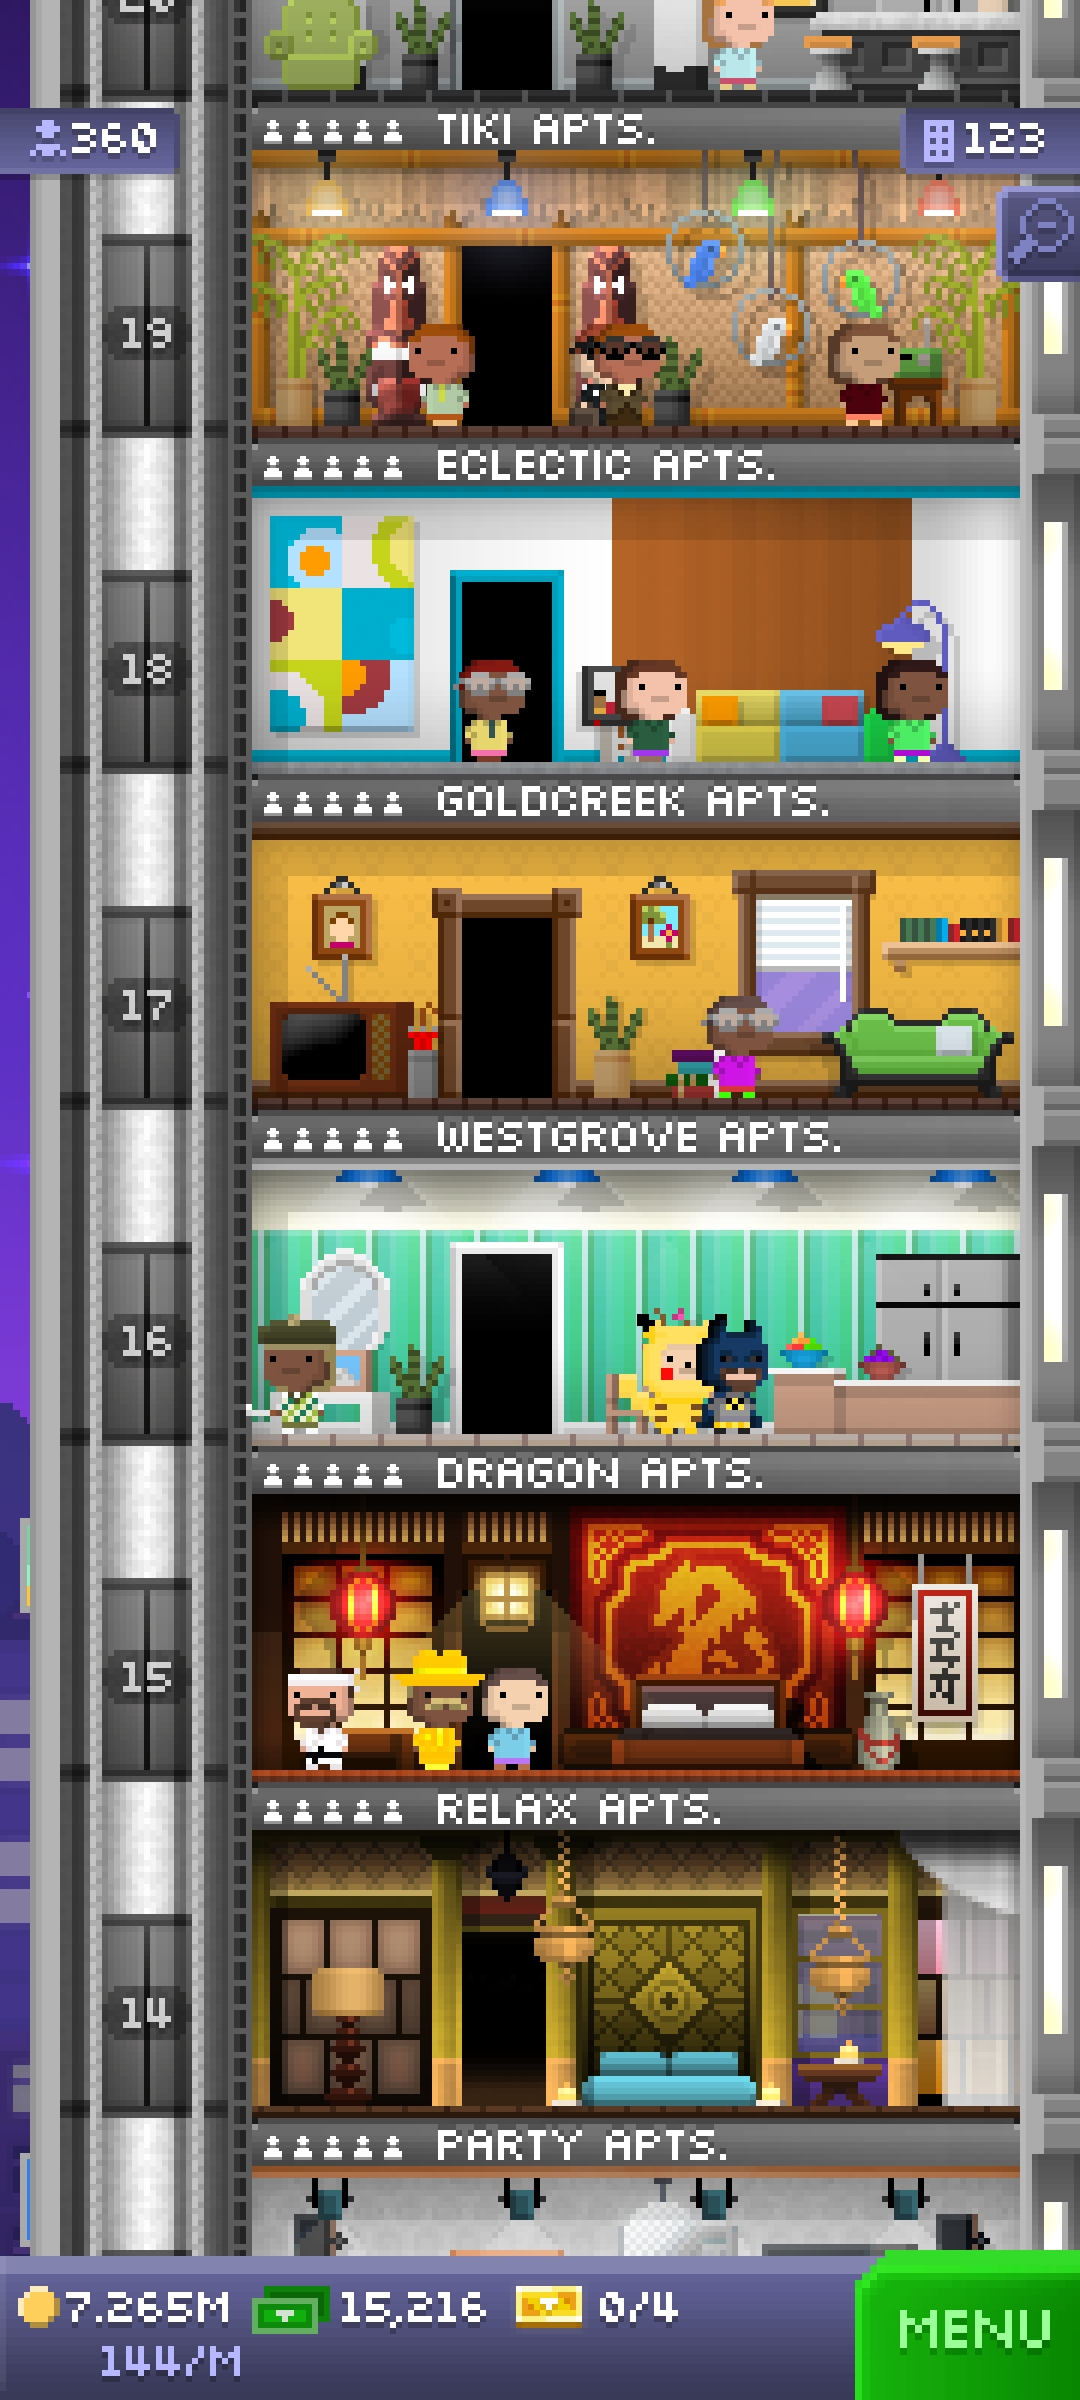 TIKI APTS.
360
123
19
ECLECTIC APTS.
18
GOLDCREEK APTS.
17
WESTGROVE APTS.
16
DRAGON APTS.
15
RELAX APTS.
14
PARTY APTS.
7.265M 15,216 0/4
144/M
MENU